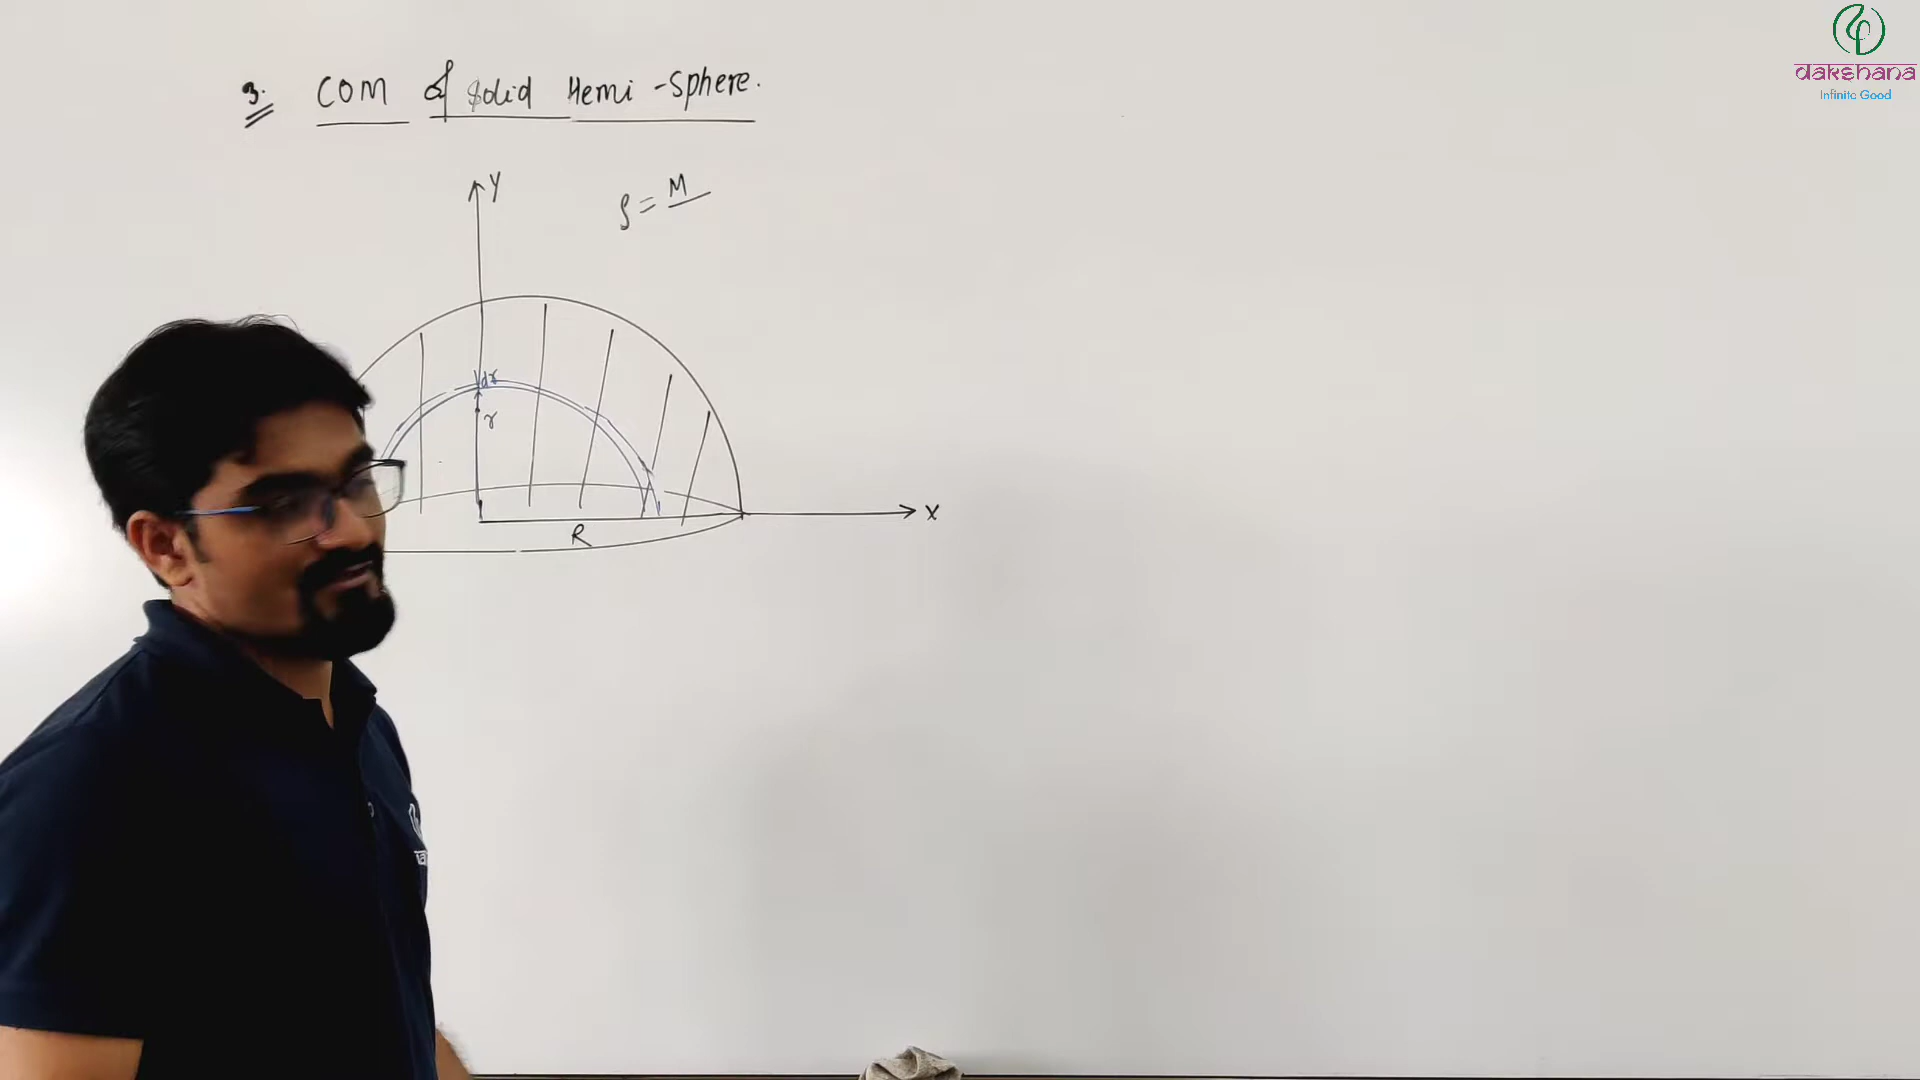 3. COM of Solid Hemi-Sphere.
Y
ρ = M
dr
r
R
X
dakshana
Infinite Good